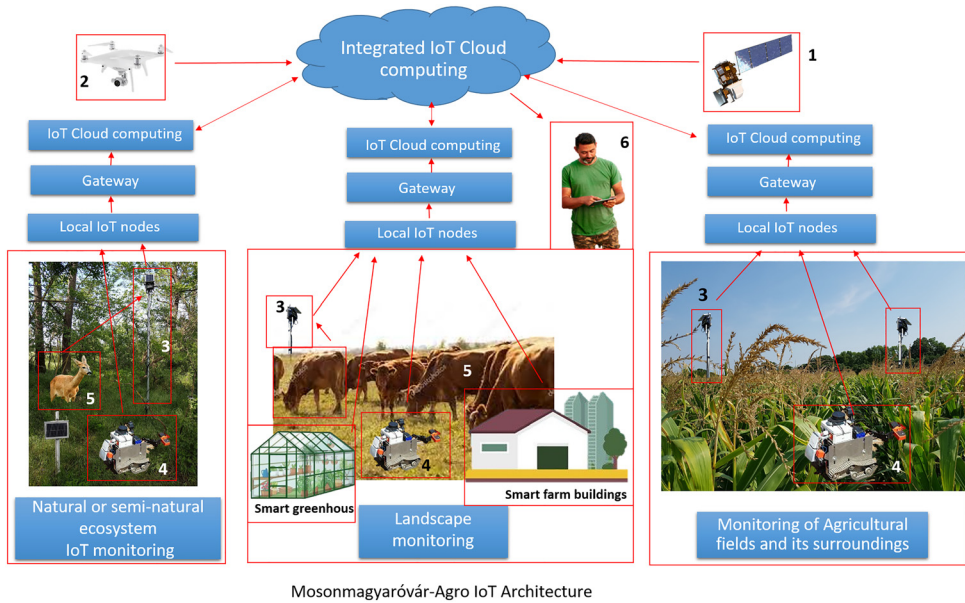 Integrated IoT Cloud
computing
2
1
6
IoT Cloud computing
Gateway
Local IoT nodes
IoT Cloud computing
Gateway
Local IoT nodes
IoT Cloud computing
Gateway
Local IoT nodes
3
5
4
Natural or semi-natural
ecosystem
IoT monitoring
3
5
4
Smart greenhous
Smart farm buildings
Landscape
monitoring
3
4
Monitoring of Agricultural
fields and its surroundings
Mosonmagyaróvár-Agro IoT Architecture